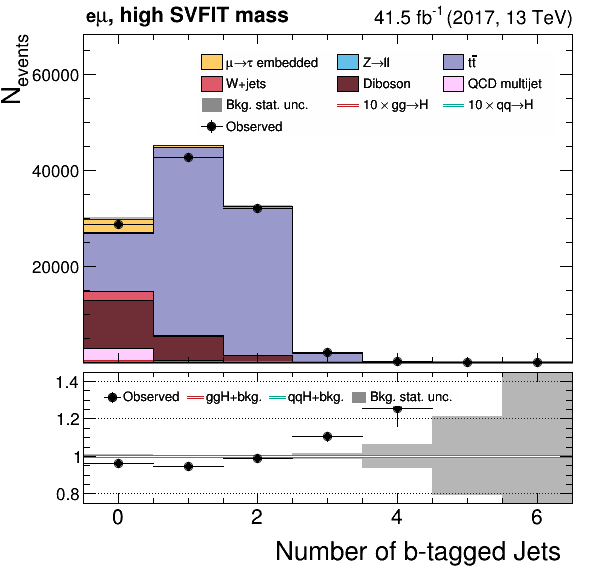 eμ, high SVFIT mass 41.5 fb⁻¹ (2017, 13 TeV)
N_events
μ→τ embedded Z→ll tt̄
W+jets Diboson QCD multijet
Bkg. stat. unc. 10 × gg→H 10 × qq→H
Observed
60000
40000
20000
1.4
Observed ggH+bkg. qqH+bkg. Bkg. stat. unc.
1.2
1
0.8
0 2 4 6
Number of b-tagged Jets